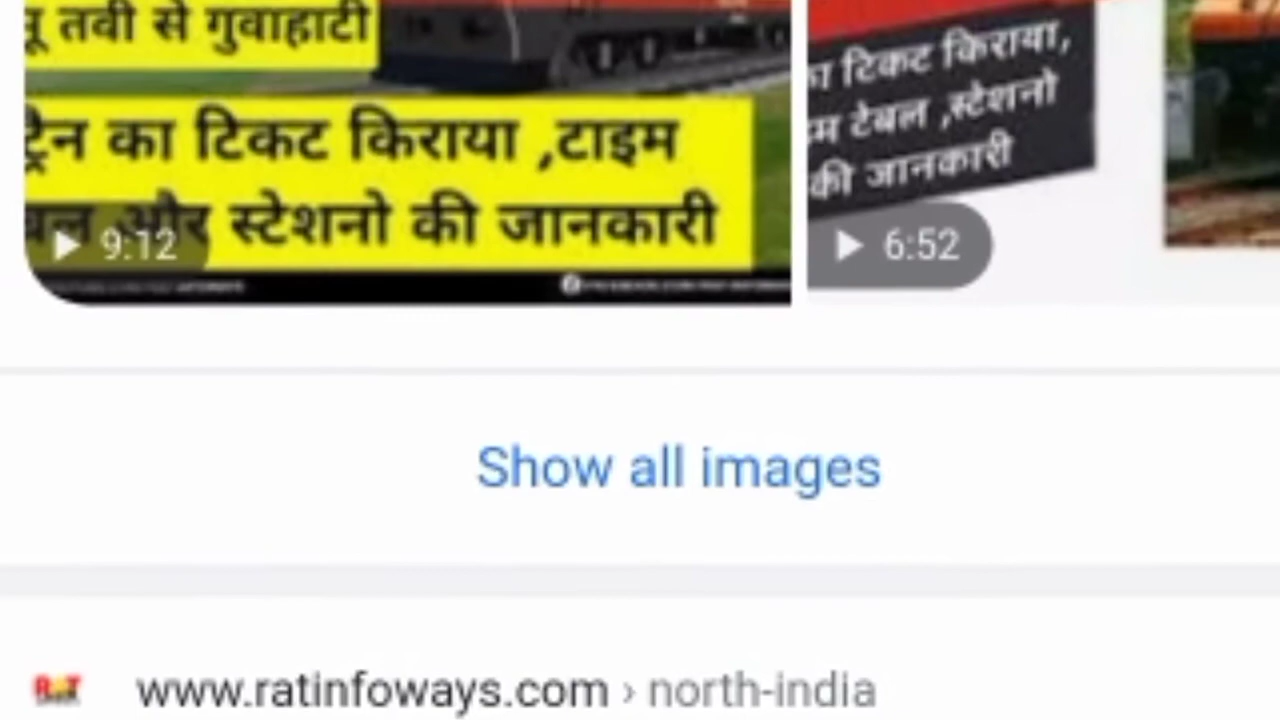 तवी से गुवाहाटी
ट्रेन का टिकट किराया ,टाइम
और स्टेशनो की जानकारी
9:12
का टिकट किराया,
टेबल ,स्टेशनो
की जानकारी
6:52
Show all images
www.ratinfoways.com › north-india